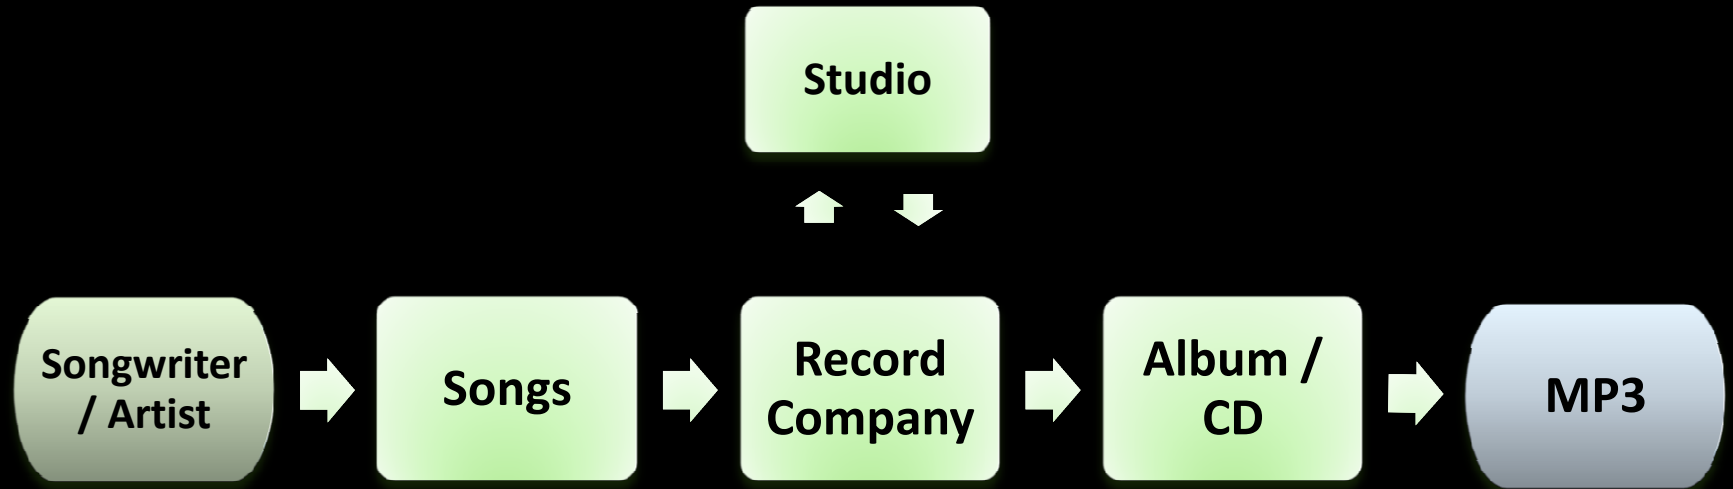 Studio
Songwriter
/ Artist
Songs
Record
Company
Album /
CD
MP3